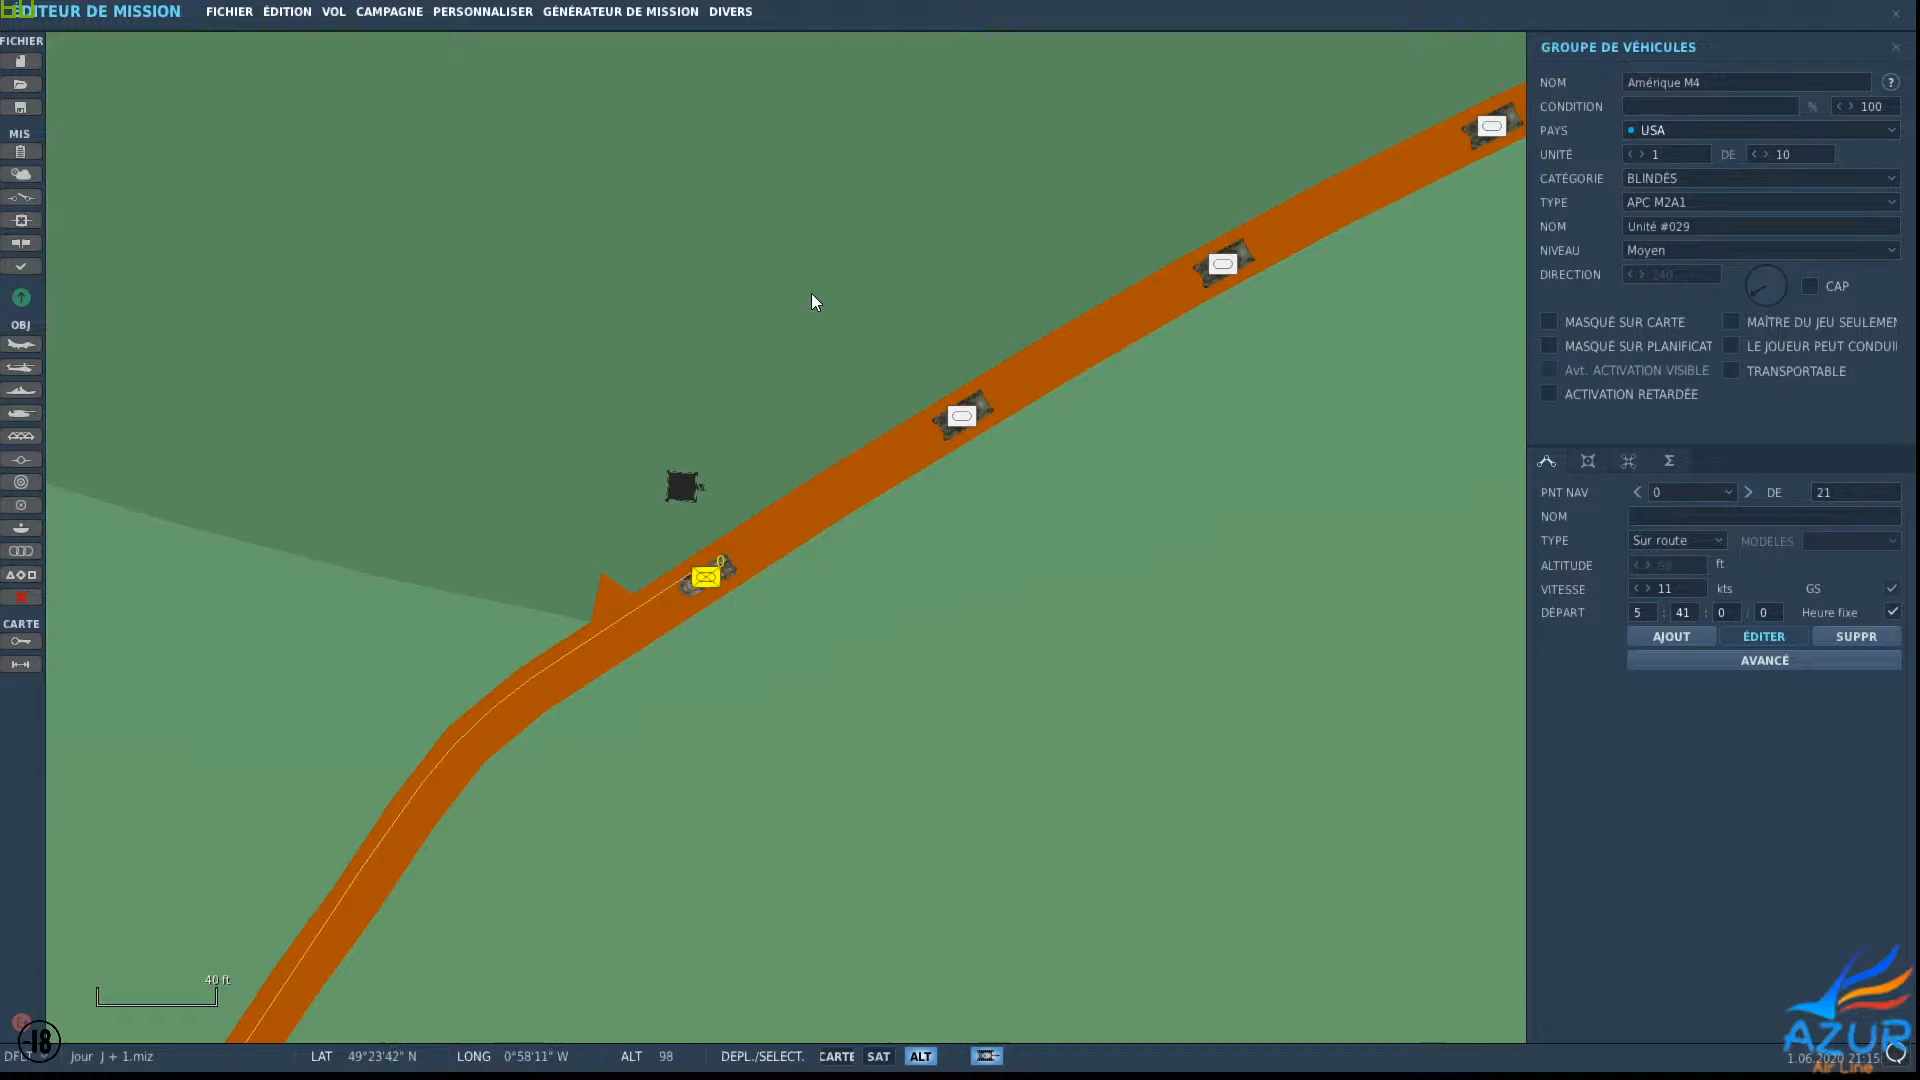 ÉDITEUR DE MISSION FICHIER ÉDITION VOL CAMPAGNE PERSONNALISER GÉNÉRATEUR DE MISSION DIVERS
FICHIER
MIS
OBJ
CARTE
0
40 ft
GROUPE DE VÉHICULES
NOM Amérique M4 ?
CONDITION % 100
PAYS USA
UNITÉ 1 DE 10
CATÉGORIE BLINDÉS
TYPE APC M2A1
NOM Unité #029
NIVEAU Moyen
DIRECTION 240 CAP
MASQUÉ SUR CARTE MAÎTRE DU JEU SEULEMEN
MASQUÉ SUR PLANIFICAT LE JOUEUR PEUT CONDUI
Avt. ACTIVATION VISIBLE TRANSPORTABLE
ACTIVATION RETARDÉE
Σ
PNT NAV 0 DE 21
NOM
TYPE Sur route MODÈLES
ALTITUDE 98 ft
VITESSE 11 kts GS
DÉPART 5 : 41 : 0 / 0 Heure fixe
AJOUT ÉDITER SUPPR
AVANCÉ
-18
Jour J + 1.miz LAT 49°23'42" N LONG 0°58'11" W ALT 98 DEPL./SELECT. CARTE SAT ALT
AZUR
Air Line
1.06.2020 21:15